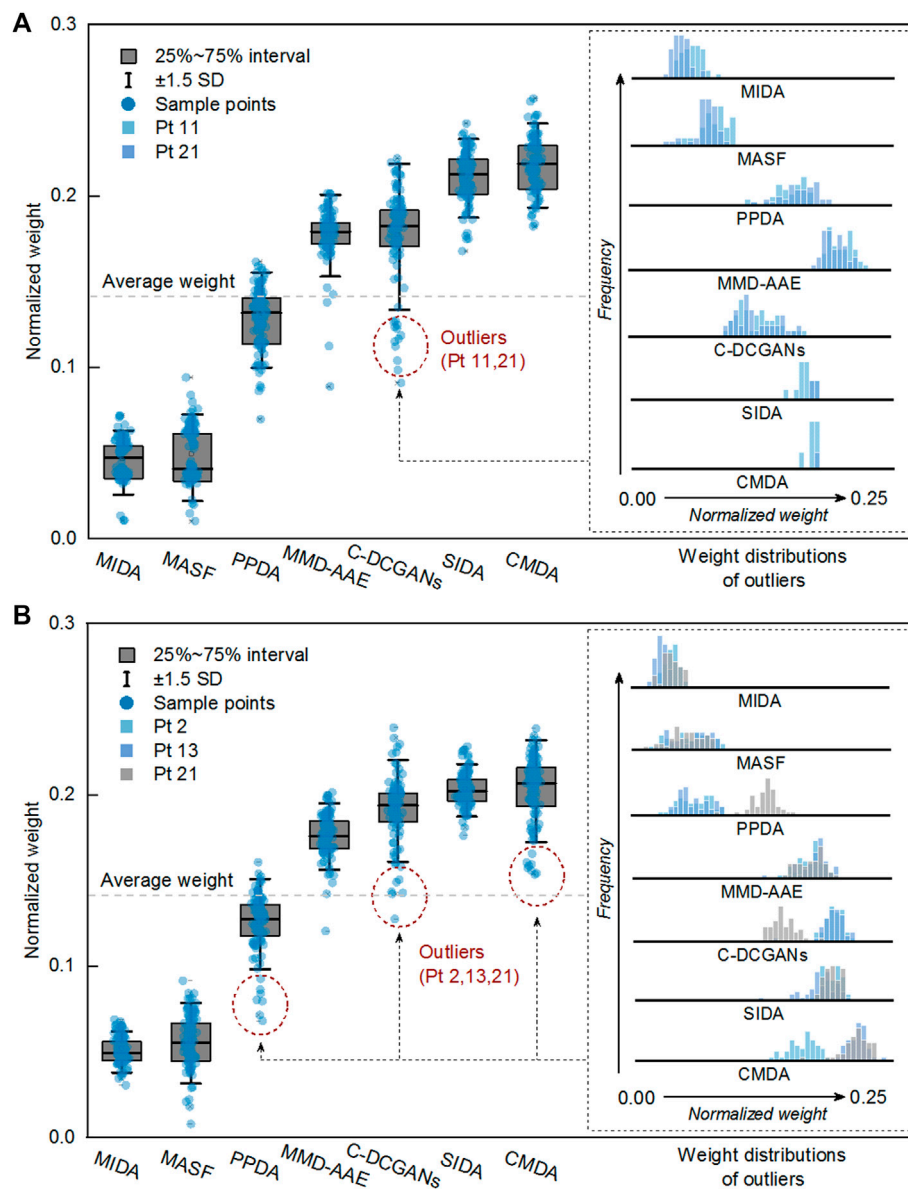 A
0.3
25%~75% interval
±1.5 SD
Sample points
Pt 11
Pt 21
0.2
Normalized weight
Average weight
0.1
Outliers
(Pt 11,21)
0.0
MIDA
MASF
PPDA
MMD-AAE
C-DCGANs
SIDA
CMDA
Frequency
MIDA
MASF
PPDA
MMD-AAE
C-DCGANs
SIDA
CMDA
0.00
0.25
Normalized weight
Weight distributions
of outliers
B
0.3
25%~75% interval
±1.5 SD
Sample points
Pt 2
Pt 13
Pt 21
0.2
Normalized weight
Average weight
0.1
Outliers
(Pt 2,13,21)
0.0
MIDA
MASF
PPDA
MMD-AAE
C-DCGANs
SIDA
CMDA
Frequency
MIDA
MASF
PPDA
MMD-AAE
C-DCGANs
SIDA
CMDA
0.00
0.25
Normalized weight
Weight distributions
of outliers